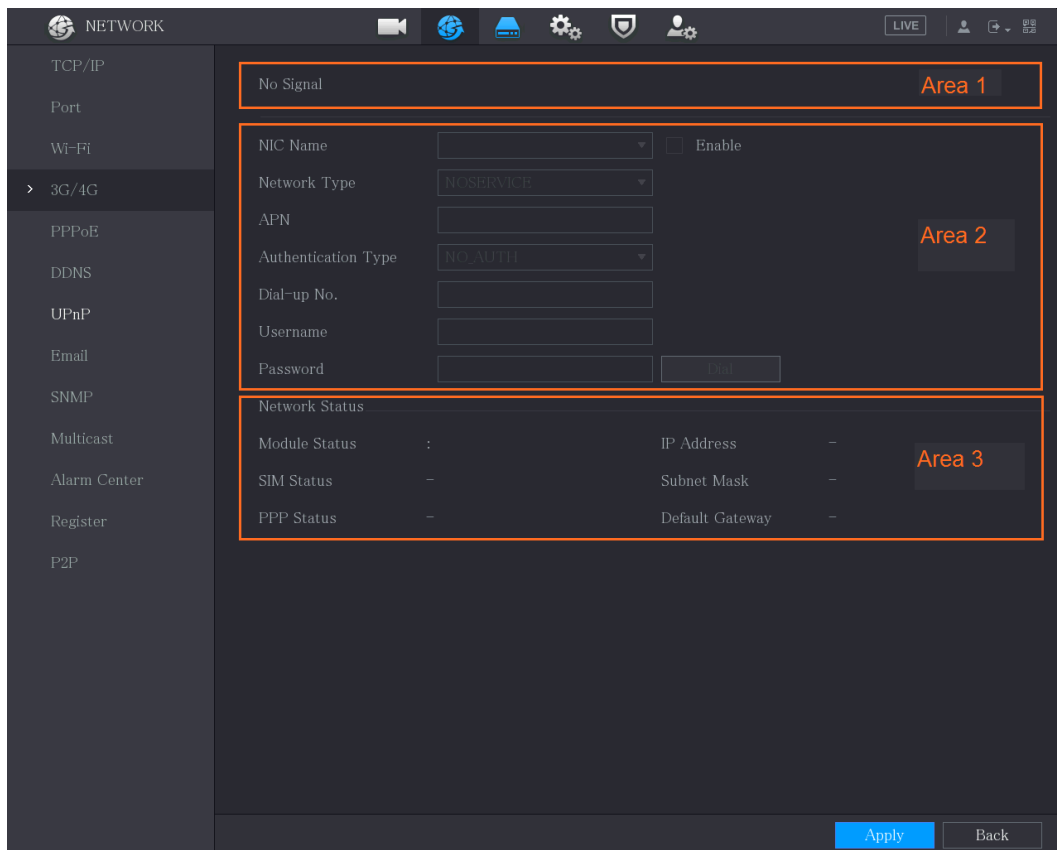 NETWORK
LIVE
TCP/IP
Port
Wi-Fi
3G/4G
PPPoE
DDNS
UPnP
Email
SNMP
Multicast
Alarm Center
Register
P2P
No Signal
Area 1
NIC Name
Enable
Network Type NOSERVICE
APN
Area 2
Authentication Type NO_AUTH
Dial-up No.
Username
Password Dial
Network Status
Module Status : IP Address -
Area 3
SIM Status - Subnet Mask -
PPP Status - Default Gateway -
Apply Back